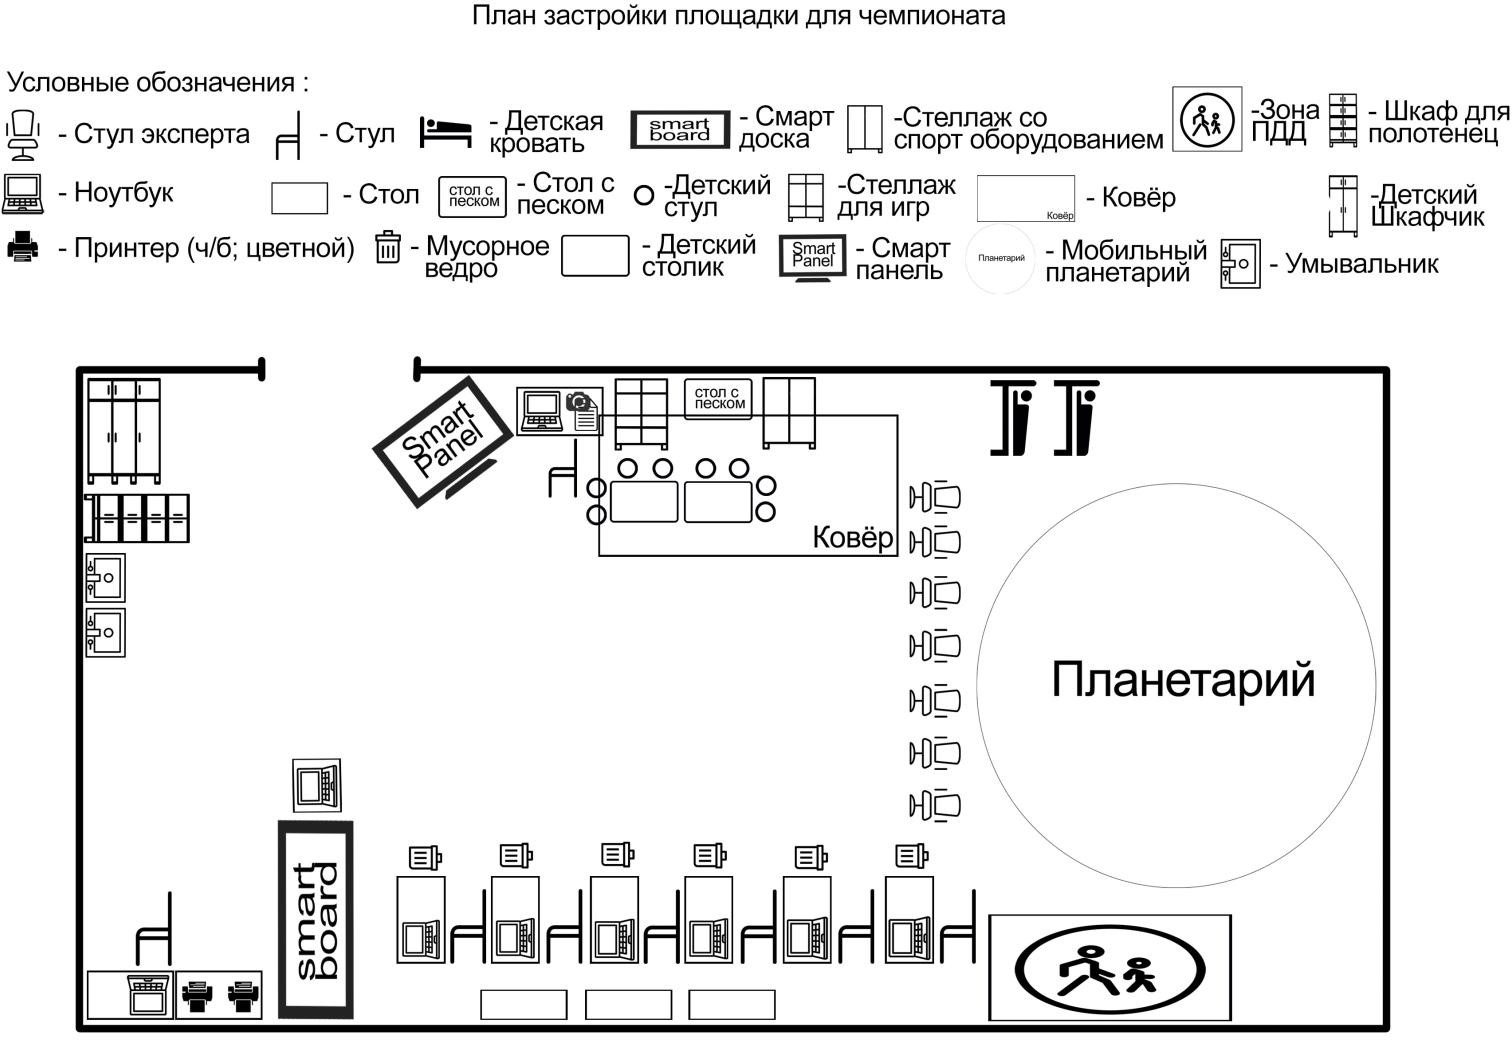 План застройки площадки для чемпионата
Условные обозначения :
- Стул эксперта
- Стул
- Детская
кровать
smart
board
- Смарт
доска
-Стеллаж со
спорт оборудованием
-Зона
ПДД
- Шкаф для
полотенец
- Ноутбук
- Стол
стол с
песком
- Стол с
песком
-Детский
стул
-Стеллаж
для игр
Ковёр
- Ковёр
-Детский
Шкафчик
- Принтер (ч/б; цветной)
- Мусорное
ведро
- Детский
столик
Smart
Panel
- Смарт
панель
Планетарий
- Мобильный
планетарий
- Умывальник
Smart
Panel
стол с
песком
Ковёр
Планетарий
smart
board